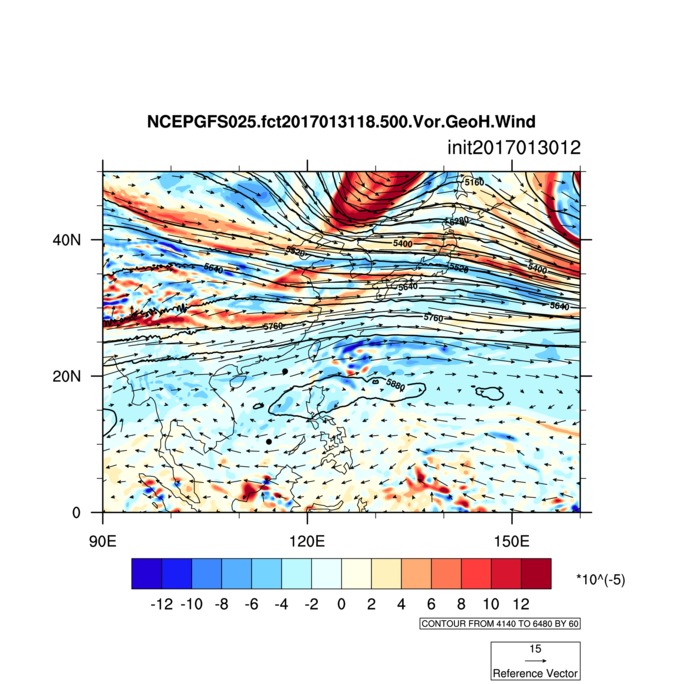 NCEPGFS025.fct2017013118.500.Vor.GeoH.Wind
init2017013012
5160
5280
40N
5400
5520
5520
5400
5640
5640
5640
5760
5760
20N
5880
0
90E 120E 150E
-12 -10 -8 -6 -4 -2 0 2 4 6 8 10 12
*10^(-5)
CONTOUR FROM 4140 TO 6480 BY 60
15
Reference Vector